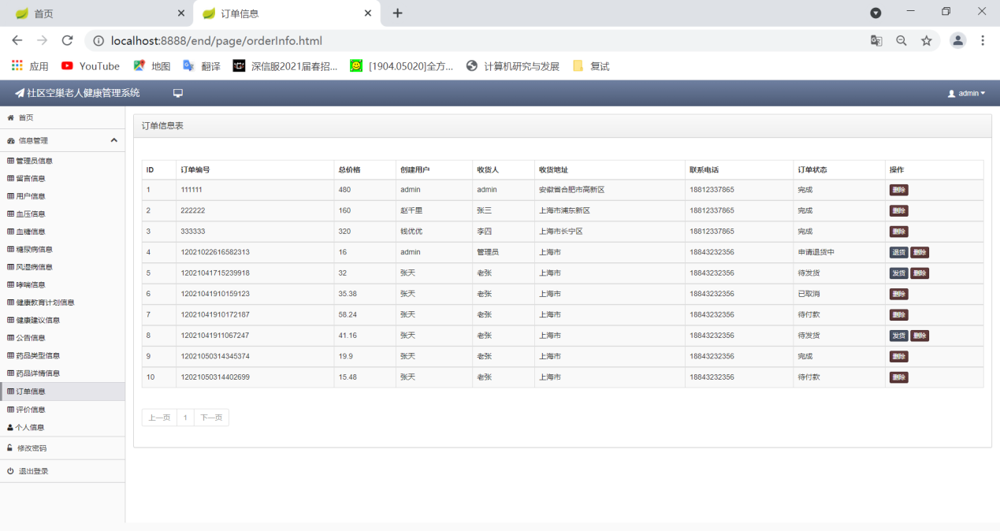 首页
订单信息
localhost:8888/end/page/orderInfo.html
应用 YouTube 地图 翻译 深信服2021届春招... [1904.05020]全方... 计算机研究与发展 复试
社区空巢老人健康管理系统 admin
首页
信息管理
管理员信息
留言信息
用户信息
血压信息
血糖信息
糖尿病信息
风湿病信息
哮喘信息
健康教育计划信息
健康建议信息
公告信息
药品类型信息
药品详情信息
订单信息
评价信息
个人信息
修改密码
退出登录
订单信息表
ID 订单编号 总价格 创建用户 收货人 收货地址 联系电话 订单状态 操作
1 111111 480 admin admin 安徽省合肥市高新区 18812337865 完成 删除
2 222222 160 赵千里 张三 上海市浦东新区 18812337865 完成 删除
3 333333 320 钱优优 李四 上海市长宁区 18812337865 完成 删除
4 12021022616582313 16 admin 管理员 上海市 18843232356 申请退货中 退货 删除
5 12021041715239918 32 张天 老张 上海市 18843232356 待发货 发货 删除
6 12021041910159123 35.38 张天 老张 上海市 18843232356 已取消 删除
7 12021041910172187 58.24 张天 老张 上海市 18843232356 待付款 删除
8 12021041911067247 41.16 张天 老张 上海市 18843232356 待发货 发货 删除
9 12021050314345374 19.9 张天 老张 上海市 18843232356 完成 删除
10 12021050314402699 15.48 张天 老张 上海市 18843232356 待付款 删除
上一页 1 下一页